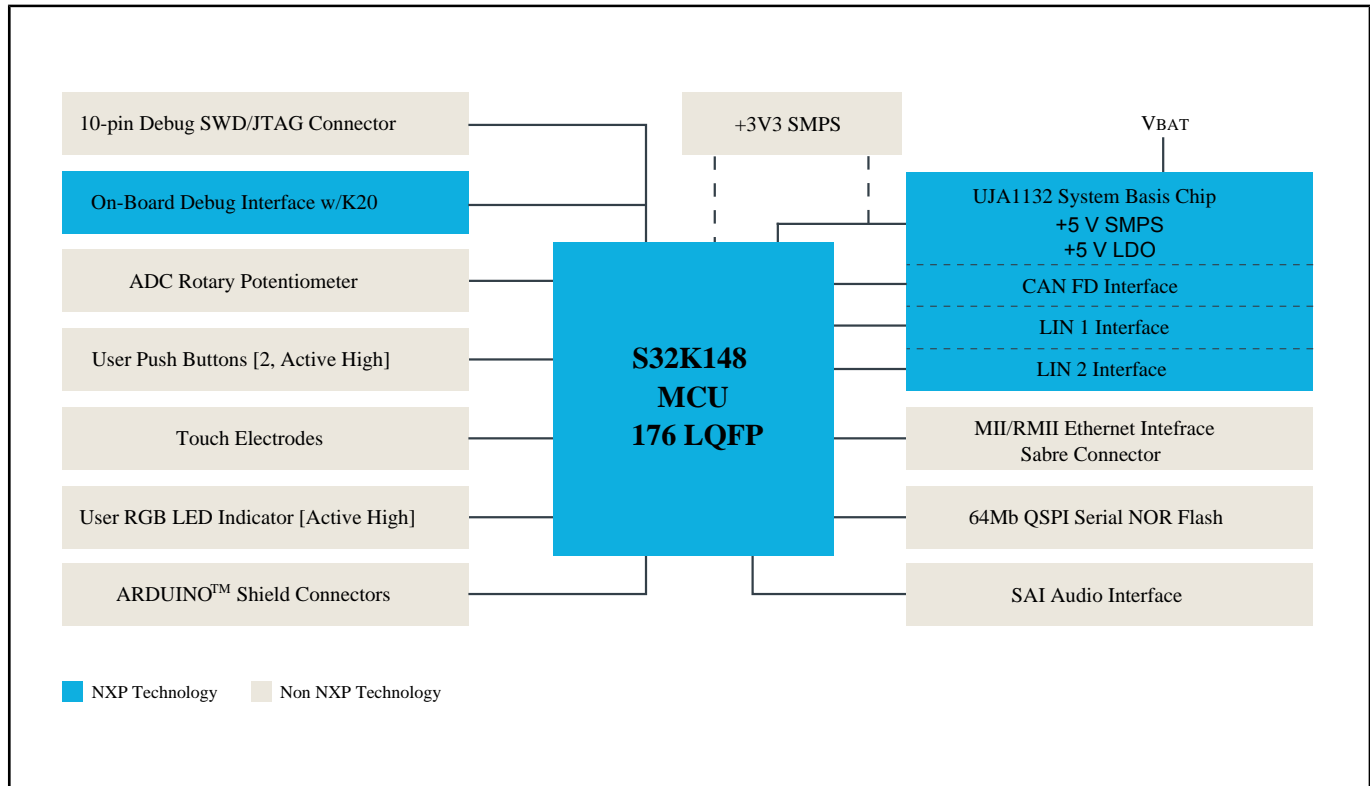 10-pin Debug SWD/JTAG Connector
On-Board Debug Interface w/K20
ADC Rotary Potentiometer
User Push Buttons [2, Active High]
Touch Electrodes
User RGB LED Indicator [Active High]
ARDUINO™ Shield Connectors
+3V3 SMPS
S32K148
MCU
176 LQFP
VBAT
UJA1132 System Basis Chip
+5 V SMPS
+5 V LDO
CAN FD Interface
LIN 1 Interface
LIN 2 Interface
MII/RMII Ethernet Intefrace
Sabre Connector
64Mb QSPI Serial NOR Flash
SAI Audio Interface
NXP Technology
Non NXP Technology